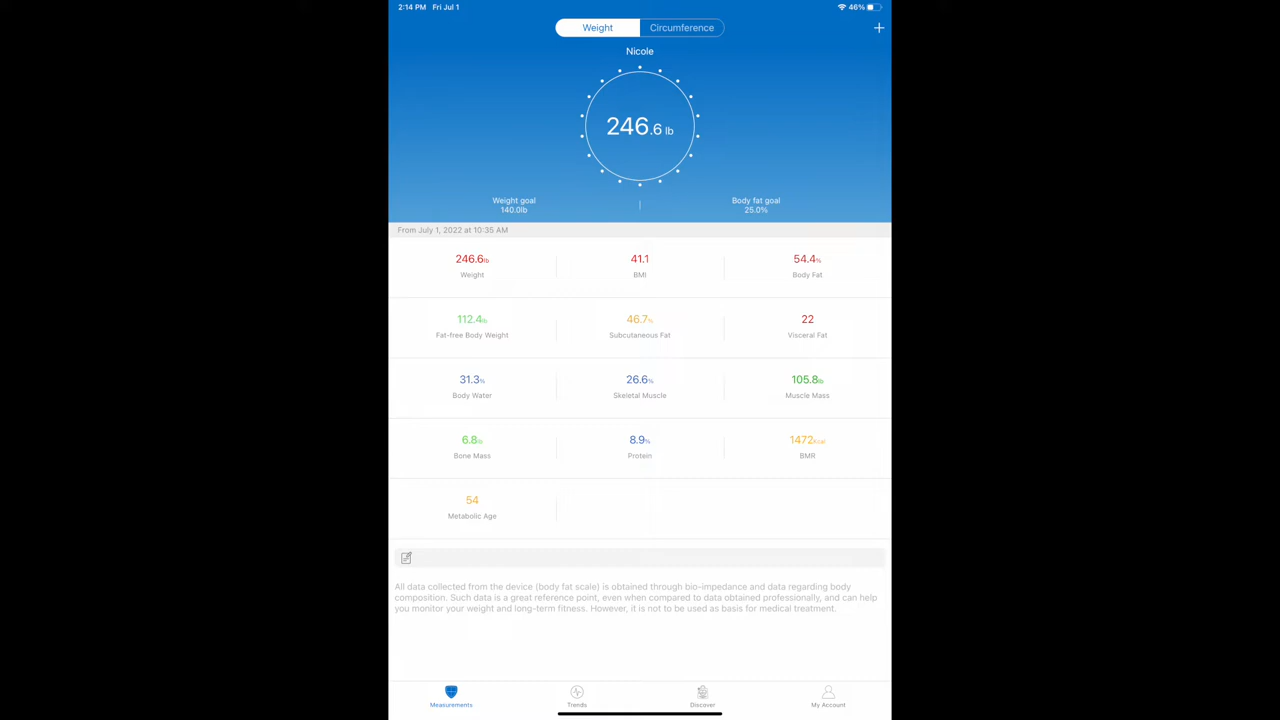 2:14 PM Fri Jul 1 46%
Weight Circumference +
Nicole
246.6 lb
Weight goal Body fat goal
140.0lb 25.0%
From July 1, 2022 at 10:35 AM
246.6lb 41.1 54.4%
Weight BMI Body Fat
112.4lb 46.7% 22
Fat-free Body Weight Subcutaneous Fat Visceral Fat
31.3% 26.6% 105.8lb
Body Water Skeletal Muscle Muscle Mass
6.8lb 8.9% 1472Kcal
Bone Mass Protein BMR
54
Metabolic Age
All data collected from the device (body fat scale) is obtained through bio-impedance and data regarding body
composition. Such data is a great reference point, even when compared to data obtained professionally, and can help
you monitor your weight and long-term fitness. However, it is not to be used as basis for medical treatment.
Measurements Trends Discover My Account